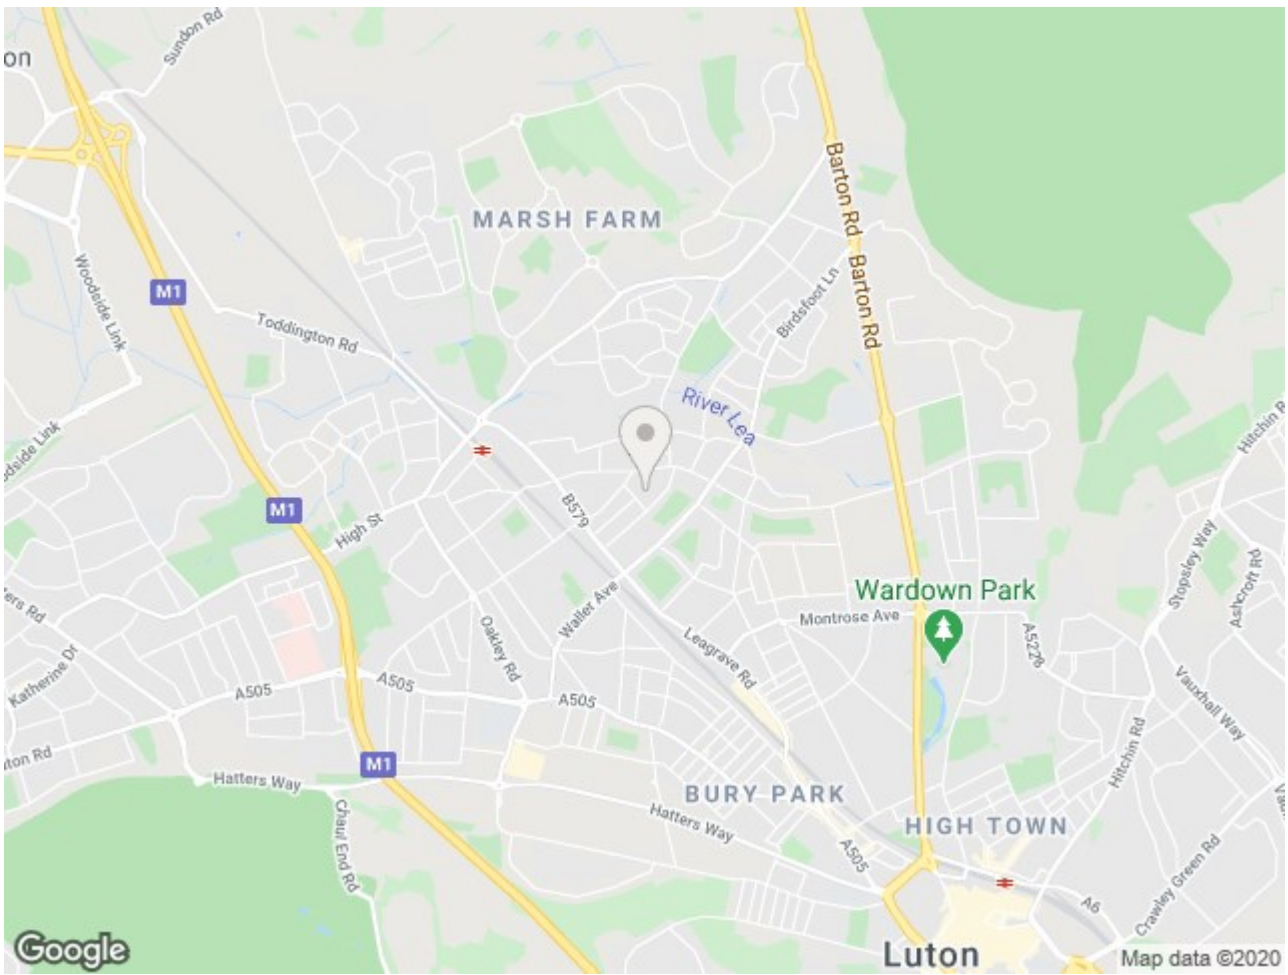 Sundon Rd
on
Barton Rd
MARSH FARM
Barton Rd
Birdsfoot Ln
M1
Woodside Link
Toddington Rd
River Lea
Hitchin R
odside Link
M1
B579
High St
Stopsley Way
Ashcroft Rd
Wardown Park
Waller Ave
Montrose Ave
ers Rd
Oakley Rd
Leagrave Rd
A5228
Katherine Dr
A505
A505
A505
Vauxhall Way
Hitchin Rd
ton Rd
M1
Hatters Way
BURY PARK
Vau
Hatters Way
HIGH TOWN
Chaul End Rd
A505
Crawley Green Rd
A6
Google
Luton
Map data ©2020